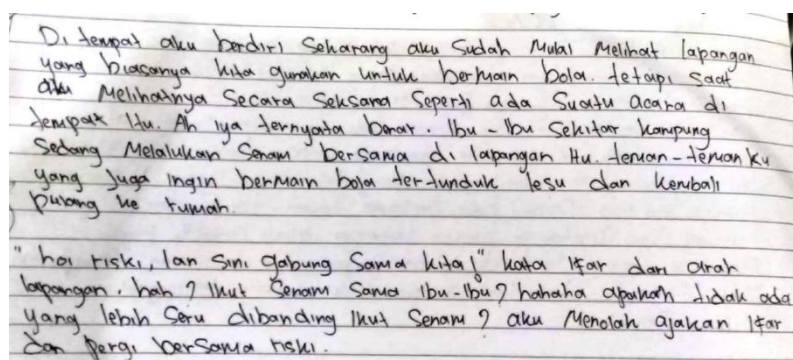 Di tempat aku berdiri Sekarang aku Sudah Mulai Melihat lapangan
yang biasanya kita gunakan untuk bermain bola. tetapi saat
aku Melihatnya Secara Seksama Seperti ada Suatu acara di
tempat itu. Ah iya ternyata benar. Ibu-Ibu Sekitar Kampung
Sedang Melalukan Senam bersama di lapangan itu. teman-temanku
yang Juga Ingin bermain bola tertunduk lesu dan kembali
pulang ke rumah.
"hai riski, lan Sini gabung Sama kita!" kata Ifar dari arah
lapangan. hah? Ikut Senam Sama Ibu-Ibu? hahaha apakah tidak ada
yang lebih Seru dibanding Ikut Senam? aku Menolak ajakan Ifar
dan Pergi bersama riski.